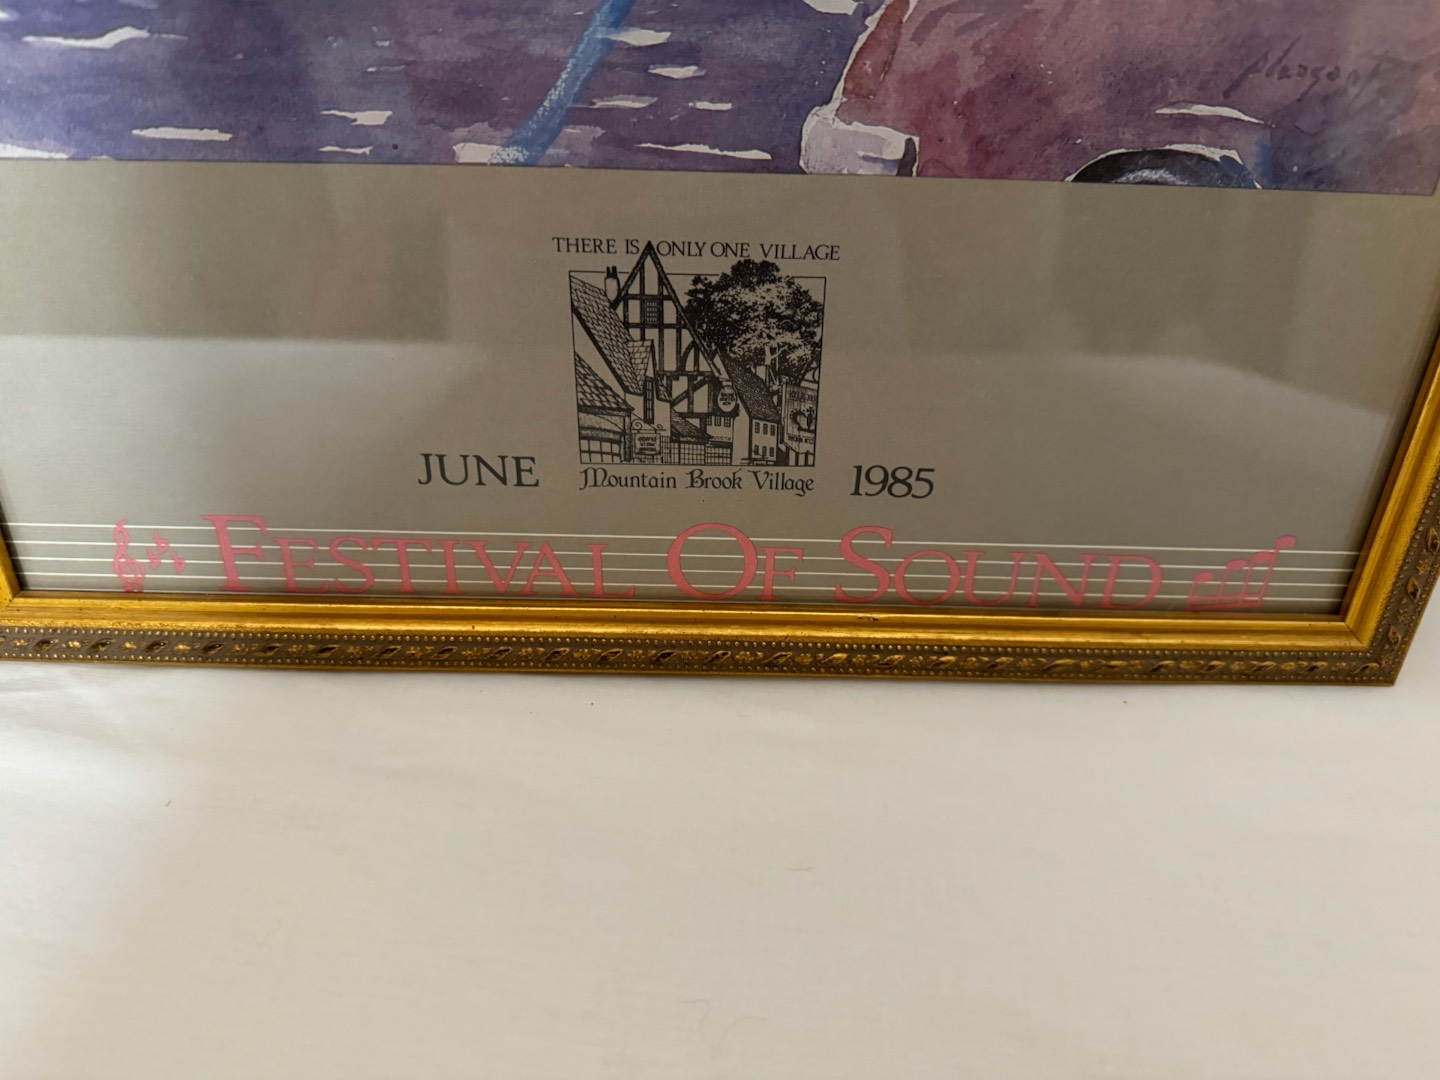 THERE IS ONLY ONE VILLAGE
JUNE
Mountain Brook Village
1985
FESTIVAL OF SOUND